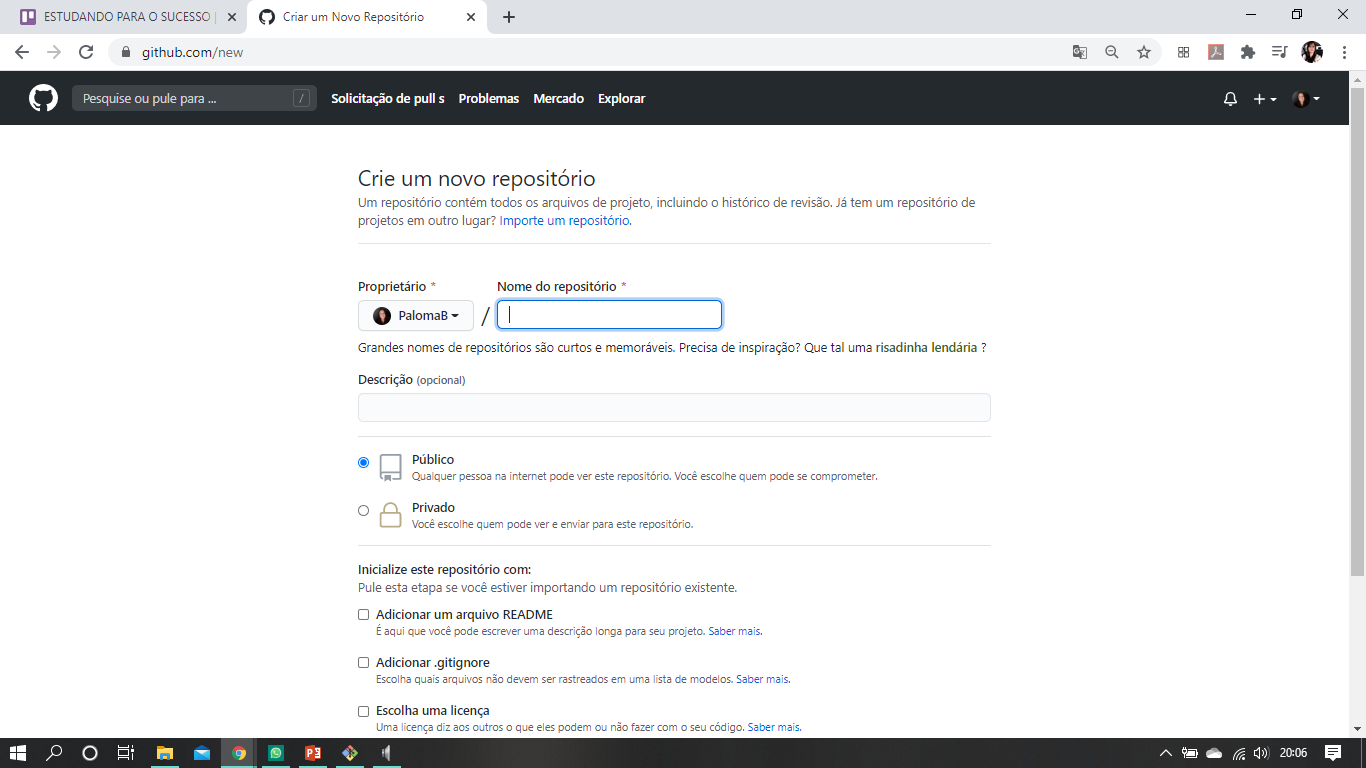 ESTUDANDO PARA O SUCESSO |
Criar um Novo Repositório
github.com/new
Pesquise ou pule para ... /
Solicitação de pull s Problemas Mercado Explorar
Crie um novo repositório
Um repositório contém todos os arquivos de projeto, incluindo o histórico de revisão. Já tem um repositório de
projetos em outro lugar? Importe um repositório.
Proprietário * Nome do repositório *
PalomaB /
Grandes nomes de repositórios são curtos e memoráveis. Precisa de inspiração? Que tal uma risadinha lendária ?
Descrição (opcional)
Público
Qualquer pessoa na internet pode ver este repositório. Você escolhe quem pode se comprometer.
Privado
Você escolhe quem pode ver e enviar para este repositório.
Inicialize este repositório com:
Pule esta etapa se você estiver importando um repositório existente.
Adicionar um arquivo README
É aqui que você pode escrever uma descrição longa para seu projeto. Saber mais.
Adicionar .gitignore
Escolha quais arquivos não devem ser rastreados em uma lista de modelos. Saber mais.
Escolha uma licença
Uma licença diz aos outros o que eles podem ou não fazer com o seu código. Saber mais.
20:06